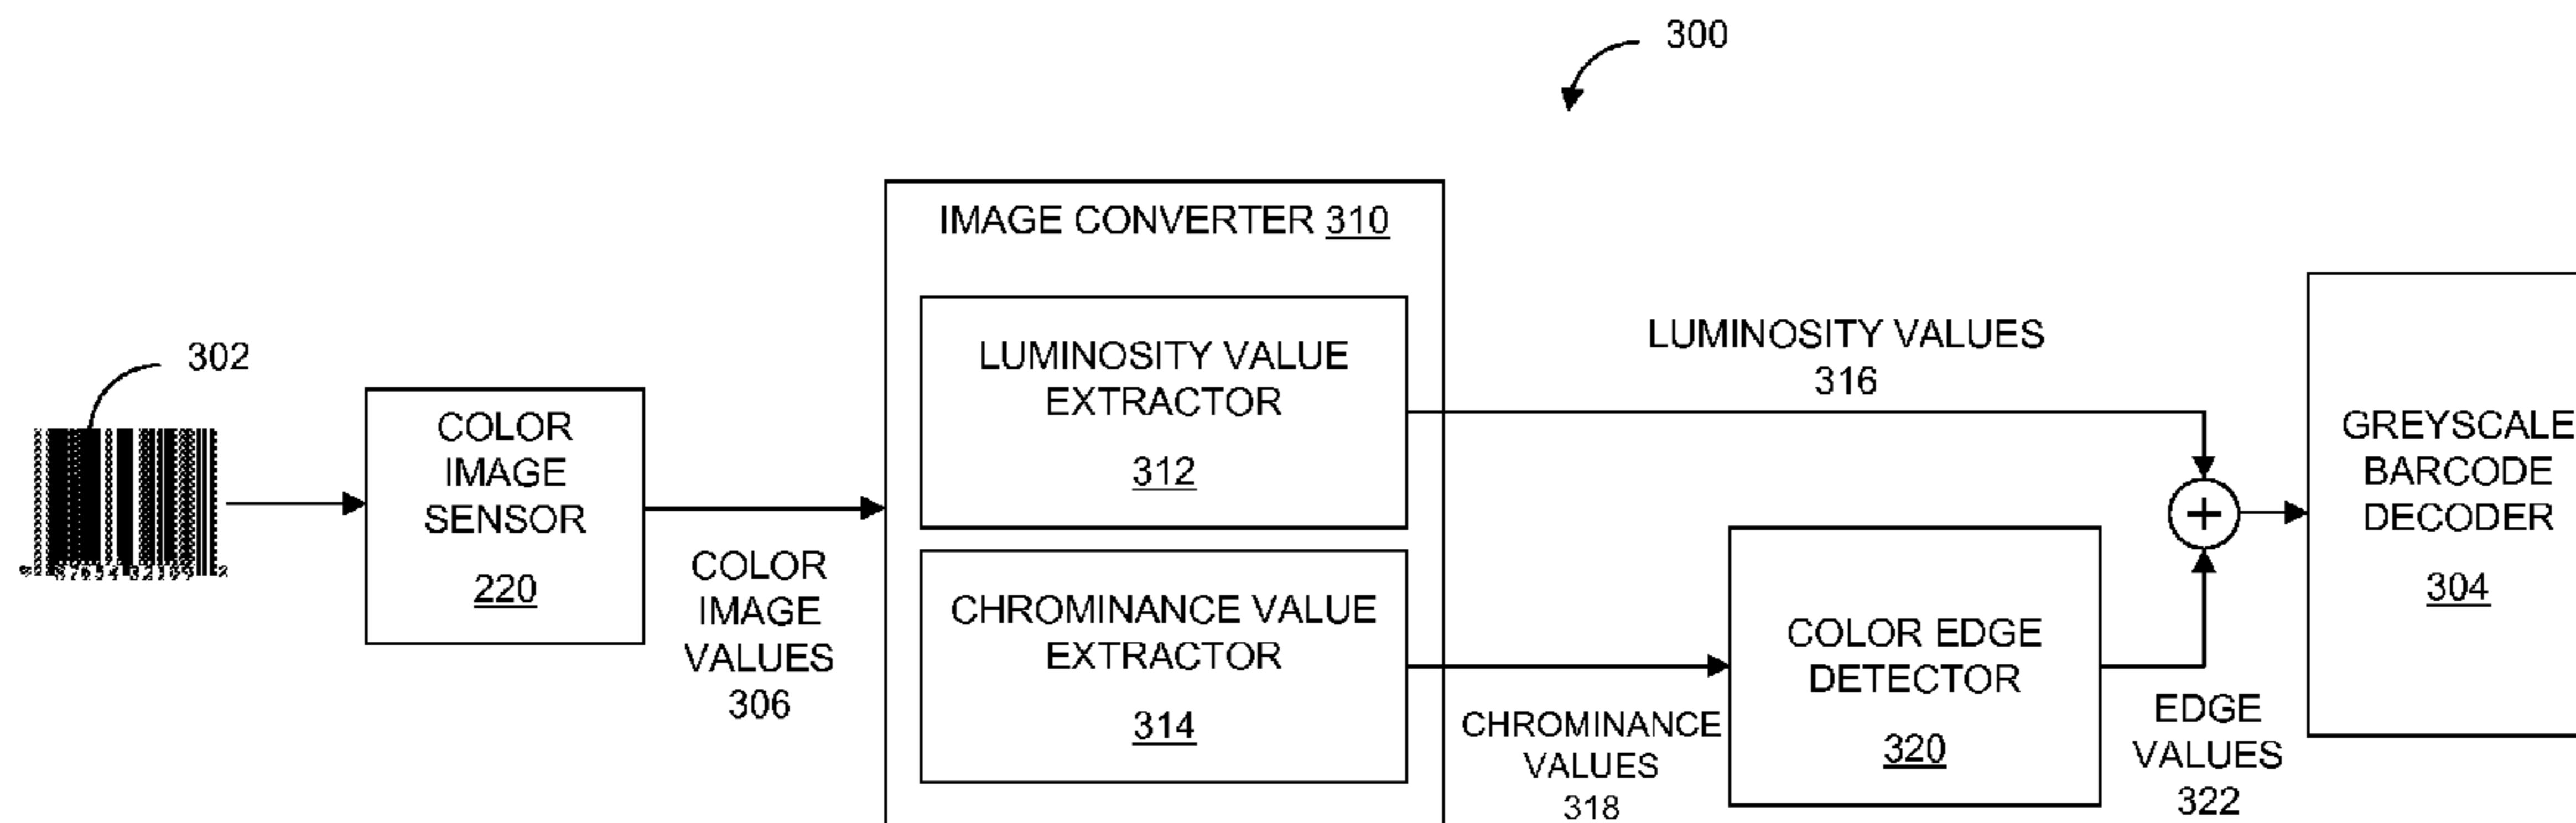 300
IMAGE CONVERTER 310
LUMINOSITY VALUE
EXTRACTOR
312
CHROMINANCE VALUE
EXTRACTOR
314
302
COLOR
IMAGE
SENSOR
220
COLOR
IMAGE
VALUES
306
LUMINOSITY VALUES
316
CHROMINANCE
VALUES
318
COLOR EDGE
DETECTOR
320
+
EDGE
VALUES
322
GREYSCALE
BARCODE
DECODER
304